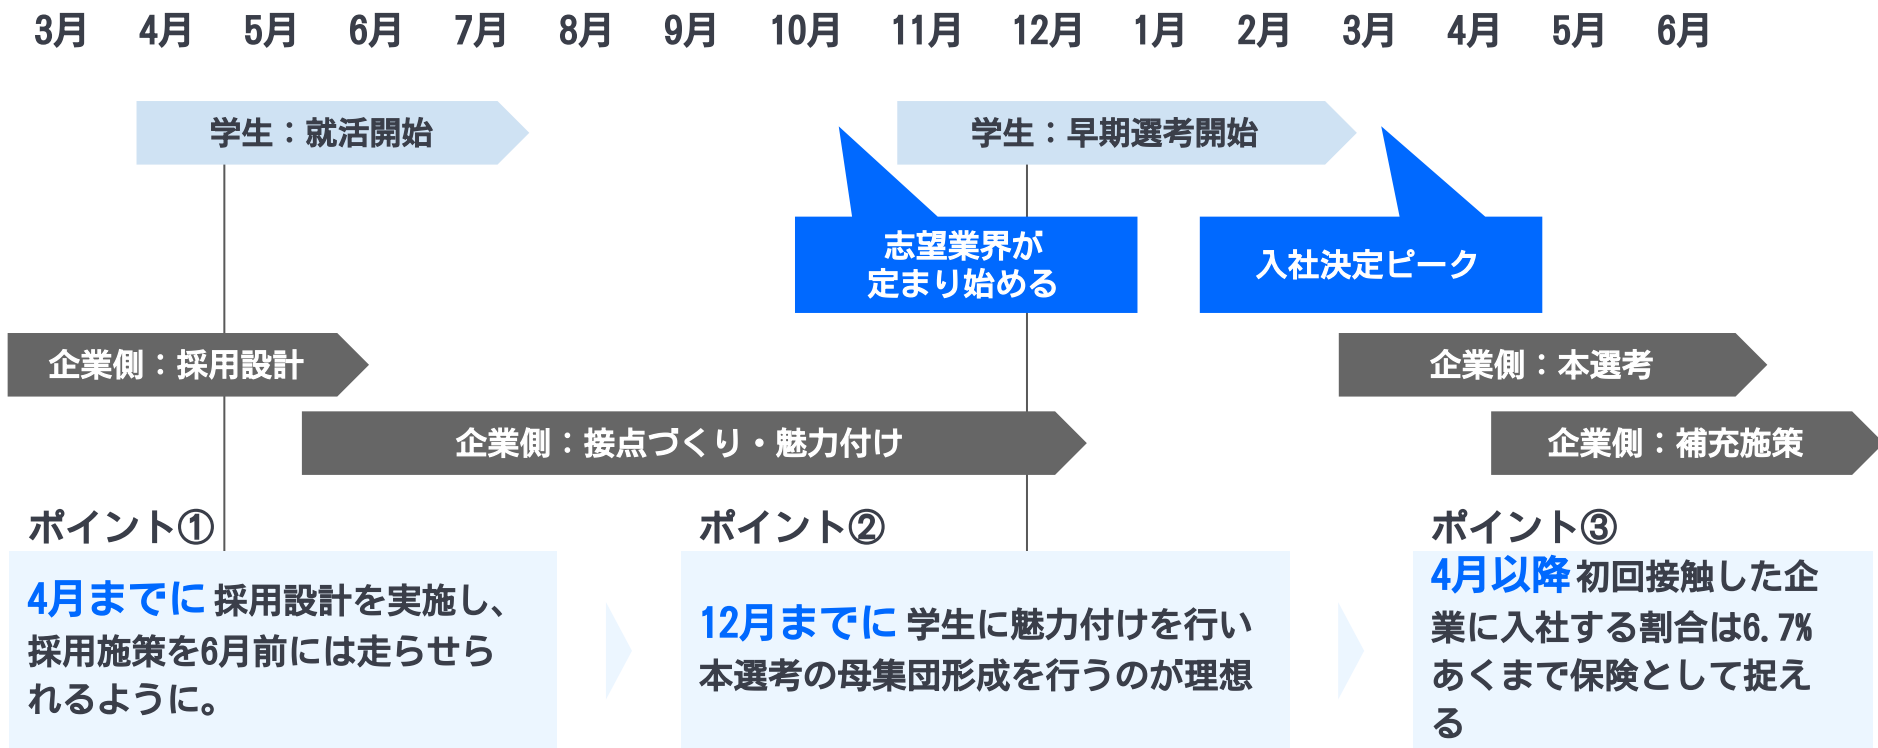 3月 4月 5月 6月 7月 8月 9月 10月 11月 12月 1月 2月 3月 4月 5月 6月
学生：就活開始
学生：早期選考開始
志望業界が
定まり始める
入社決定ピーク
企業側：採用設計
企業側：本選考
企業側：接点づくり・魅力付け
企業側：補充施策
ポイント①
4月までに 採用設計を実施し、
採用施策を6月前には走らせら
れるように。
ポイント②
12月までに 学生に魅力付けを行い
本選考の母集団形成を行うのが理想
ポイント③
4月以降 初回接触した企
業に入社する割合は6.7%
あくまで保険として捉え
る